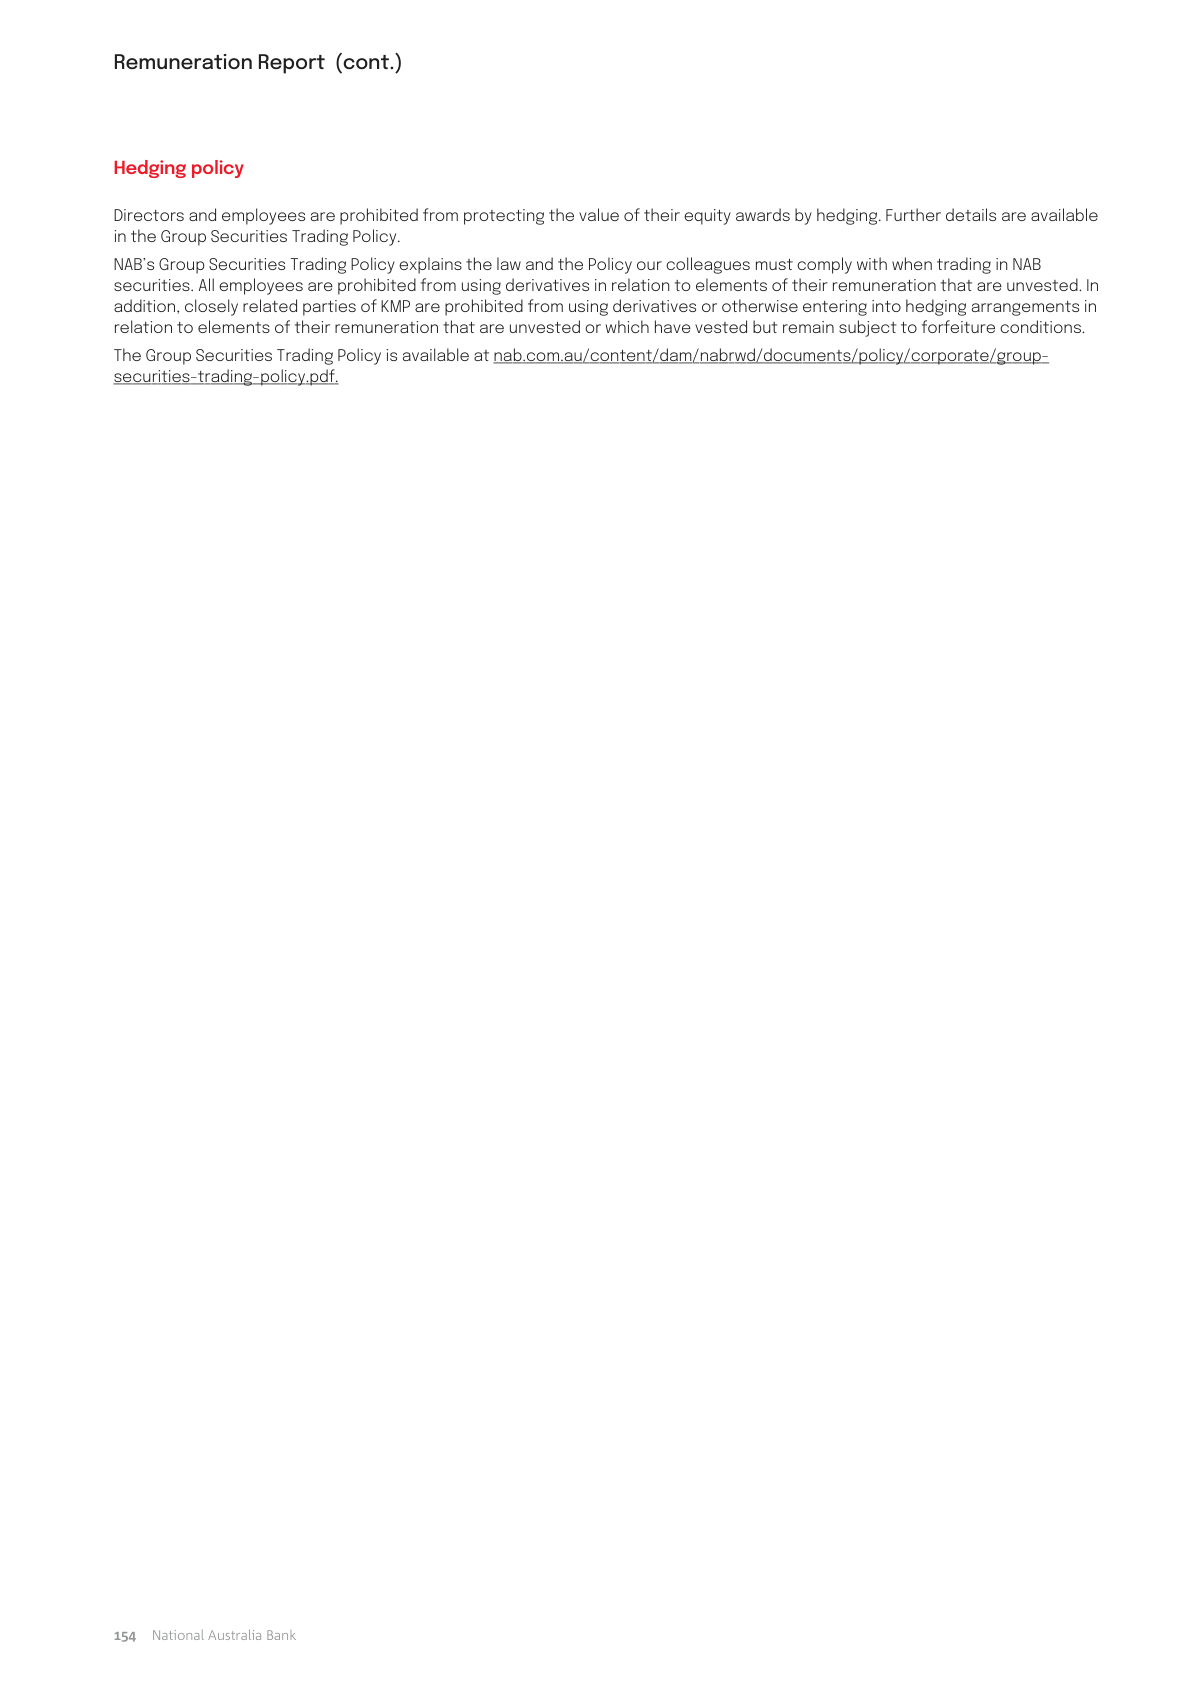 Remuneration Report (cont.)
Hedging policy
Directors and employees are prohibited from protecting the value of their equity awards by hedging. Further details are available
in the Group Securities Trading Policy.
NAB’s Group Securities Trading Policy explains the law and the Policy our colleagues must comply with when trading in NAB
securities. All employees are prohibited from using derivatives in relation to elements of their remuneration that are unvested. In
addition, closely related parties of KMP are prohibited from using derivatives or otherwise entering into hedging arrangements in
relation to elements of their remuneration that are unvested or which have vested but remain subject to forfeiture conditions.
The Group Securities Trading Policy is available at nab.com.au/content/dam/nabrwd/documents/policy/corporate/group-
securities-trading-policy.pdf.
154 National Australia Bank